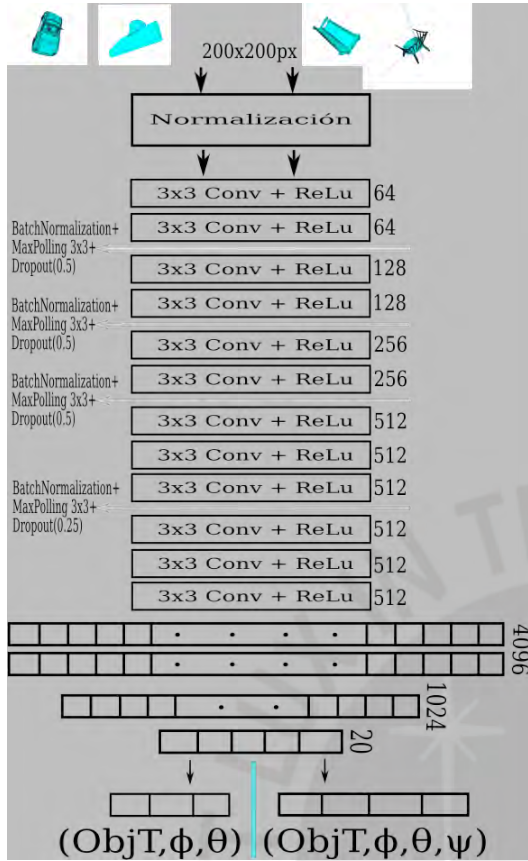 200x200px
Normalización
3x3 Conv + ReLu 64
3x3 Conv + ReLu 64
BatchNormalization+
MaxPolling 3x3+
Dropout(0.5)
3x3 Conv + ReLu 128
3x3 Conv + ReLu 128
BatchNormalization+
MaxPolling 3x3+
Dropout(0.5)
3x3 Conv + ReLu 256
3x3 Conv + ReLu 256
BatchNormalization+
MaxPolling 3x3+
Dropout(0.5)
3x3 Conv + ReLu 512
3x3 Conv + ReLu 512
3x3 Conv + ReLu 512
BatchNormalization+
MaxPolling 3x3+
Dropout(0.25)
3x3 Conv + ReLu 512
3x3 Conv + ReLu 512
3x3 Conv + ReLu 512
4096
1024
20
(ObjT,ϕ,θ) (ObjT,ϕ,θ,ψ)